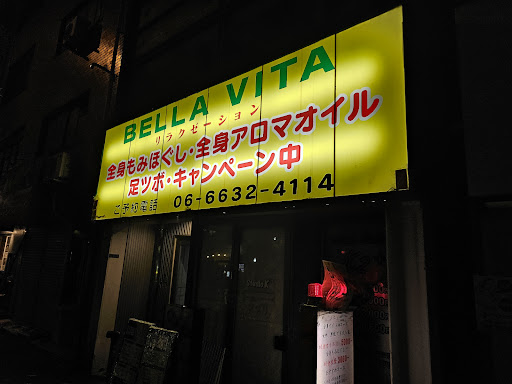 BELLA VITA
リラクゼーション
全身もみほぐし・全身アロマオイル
足ツボ・キャンペーン中
ご予約電話 06-6632-4114